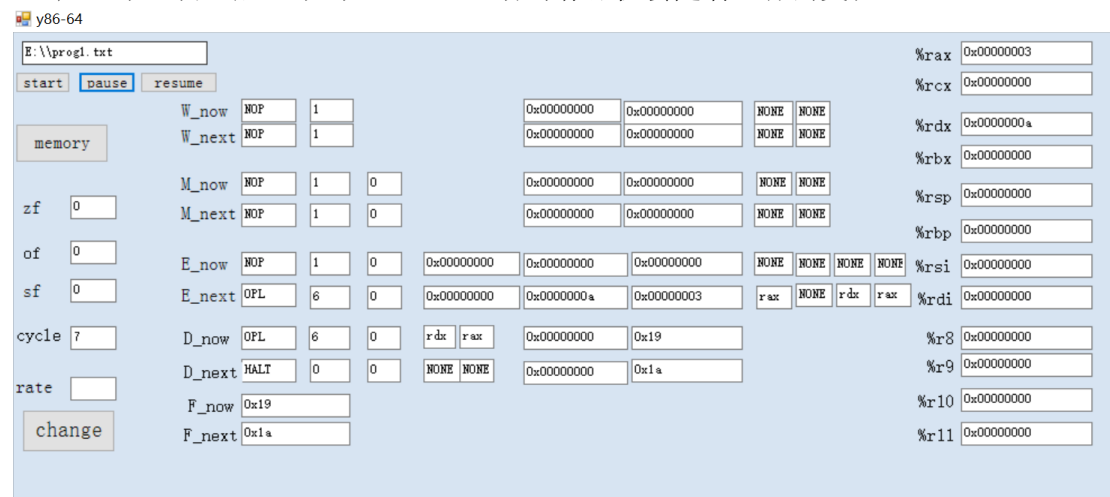 y86-64
E:\\prog1.txt
start pause resume
memory
zf 0
of 0
sf 0
cycle 7
rate
change
W_now NOP 1 0x00000000 0x00000000 NONE NONE
W_next NOP 1 0x00000000 0x00000000 NONE NONE
M_now NOP 1 0 0x00000000 0x00000000 NONE NONE
M_next NOP 1 0 0x00000000 0x00000000 NONE NONE
E_now NOP 1 0 0x00000000 0x00000000 0x00000000 NONE NONE NONE NONE
E_next OPL 6 0 0x00000000 0x0000000a 0x00000003 rax NONE rdx rax
D_now OPL 6 0 rdx rax 0x00000000 0x19
D_next HALT 0 0 NONE NONE 0x00000000 0x1a
F_now 0x19
F_next 0x1a
%rax 0x00000003
%rcx 0x00000000
%rdx 0x0000000a
%rbx 0x00000000
%rsp 0x00000000
%rbp 0x00000000
%rsi 0x00000000
%rdi 0x00000000
%r8 0x00000000
%r9 0x00000000
%r10 0x00000000
%r11 0x00000000